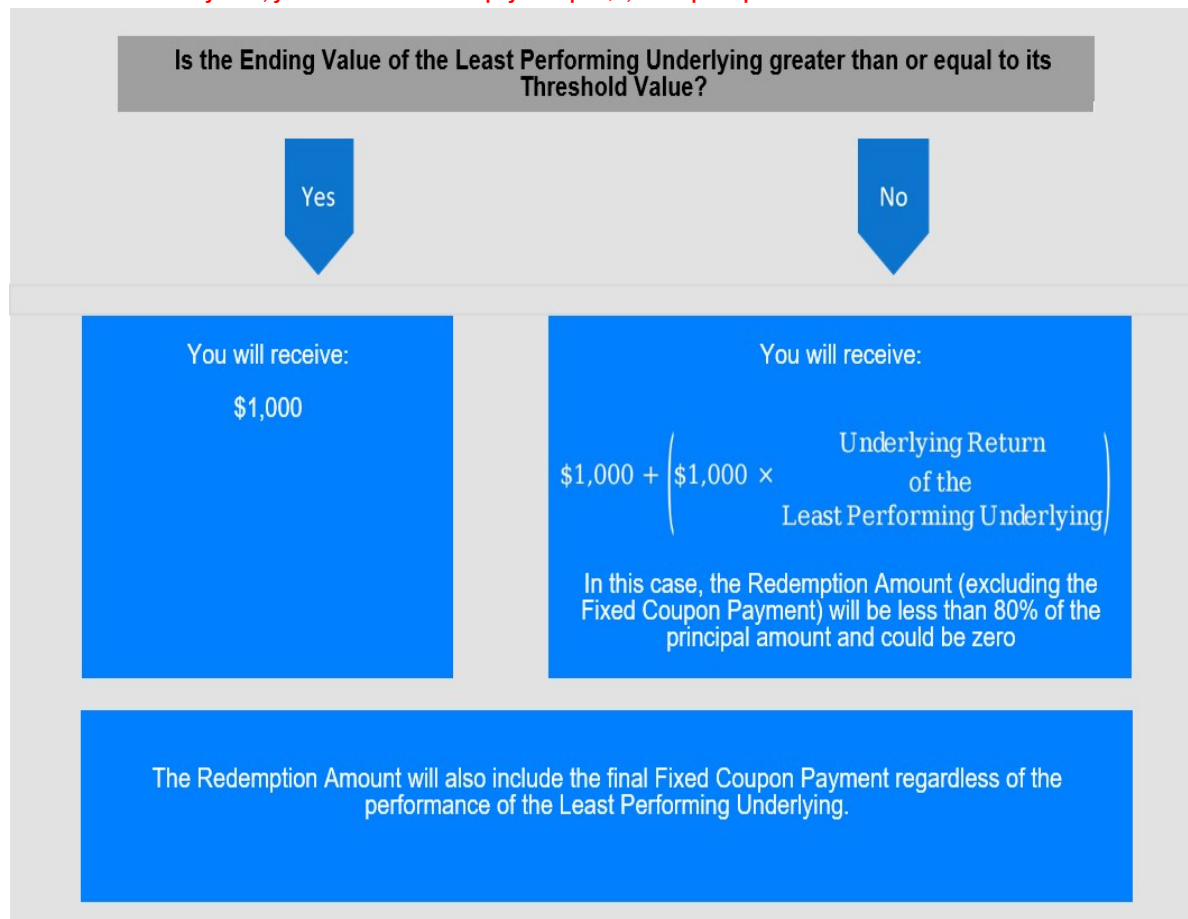 Is the Ending Value of the Least Performing Underlying greater than or equal to its
Threshold Value?
Yes
No
You will receive:
$1,000
You will receive:
$1,000 + ($1,000 × Underlying Return
of the
Least Performing Underlying)
In this case, the Redemption Amount (excluding the
Fixed Coupon Payment) will be less than 80% of the
principal amount and could be zero
The Redemption Amount will also include the final Fixed Coupon Payment regardless of the
performance of the Least Performing Underlying.